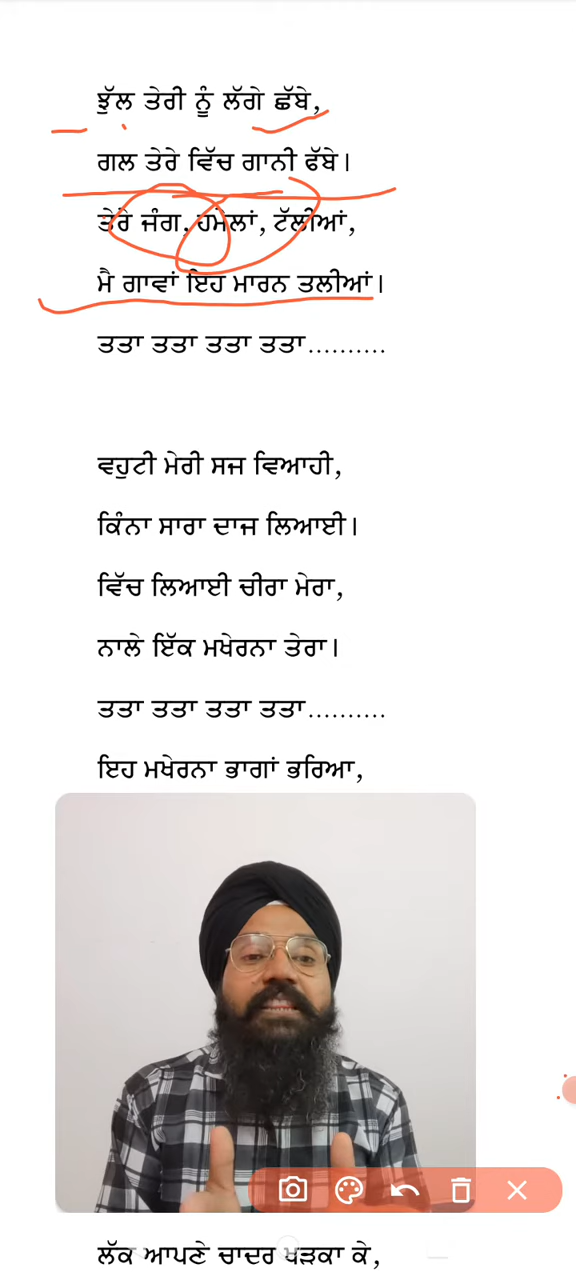 ਝੁੱਲ ਤੇਰੀ ਨੂੰ ਲੱਗੇ ਛੱਬੇ,
ਗਲ ਤੇਰੇ ਵਿੱਚ ਗਾਨੀ ਫੱਬੇ।
ਤੇਰੇ ਜੰਗ, ਹਮੇਲਾਂ, ਟੱਲੀਆਂ,
ਮੈ ਗਾਵਾਂ ਇਹ ਮਾਰਨ ਤਲੀਆਂ।
ਤਤਾ ਤਤਾ ਤਤਾ ਤਤਾ..........
ਵਹੁਟੀ ਮੇਰੀ ਸਜ ਵਿਆਹੀ,
ਕਿੰਨਾ ਸਾਰਾ ਦਾਜ ਲਿਆਈ।
ਵਿੱਚ ਲਿਆਈ ਚੀਰਾ ਮੇਰਾ,
ਨਾਲੇ ਇੱਕ ਮਖੇਰਨਾ ਤੇਰਾ।
ਤਤਾ ਤਤਾ ਤਤਾ ਤਤਾ..........
ਇਹ ਮਖੇਰਨਾ ਭਾਗਾਂ ਭਰਿਆ,
ਲੱਕ ਆਪਣੇ ਚਾਦਰ ਖੜਕਾ ਕੇ,